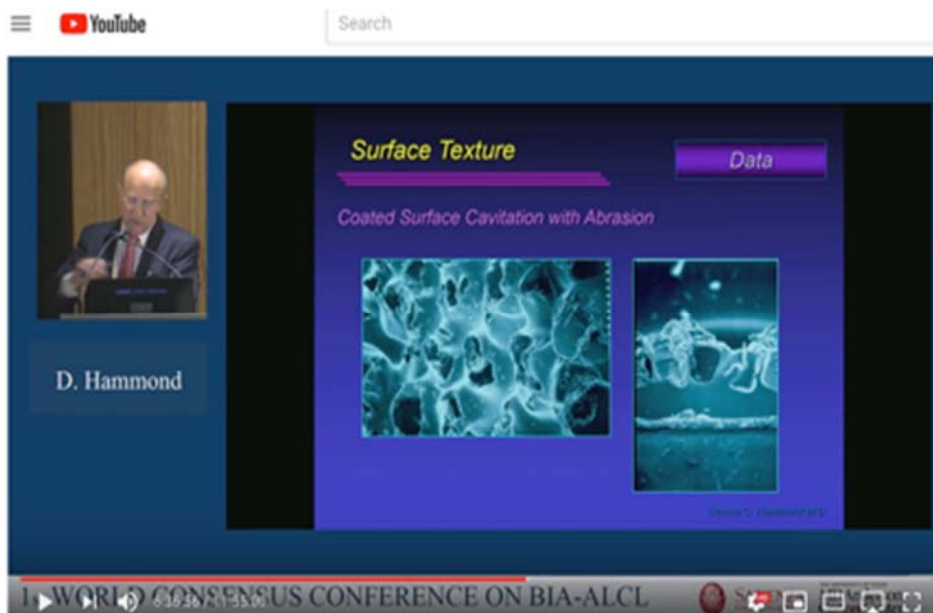 YouTube
Search
Surface Texture
Data
Coated Surface Cavitation with Abrasion
D. Hammond
WORLD CONSENSUS CONFERENCE ON BIA-ALCL